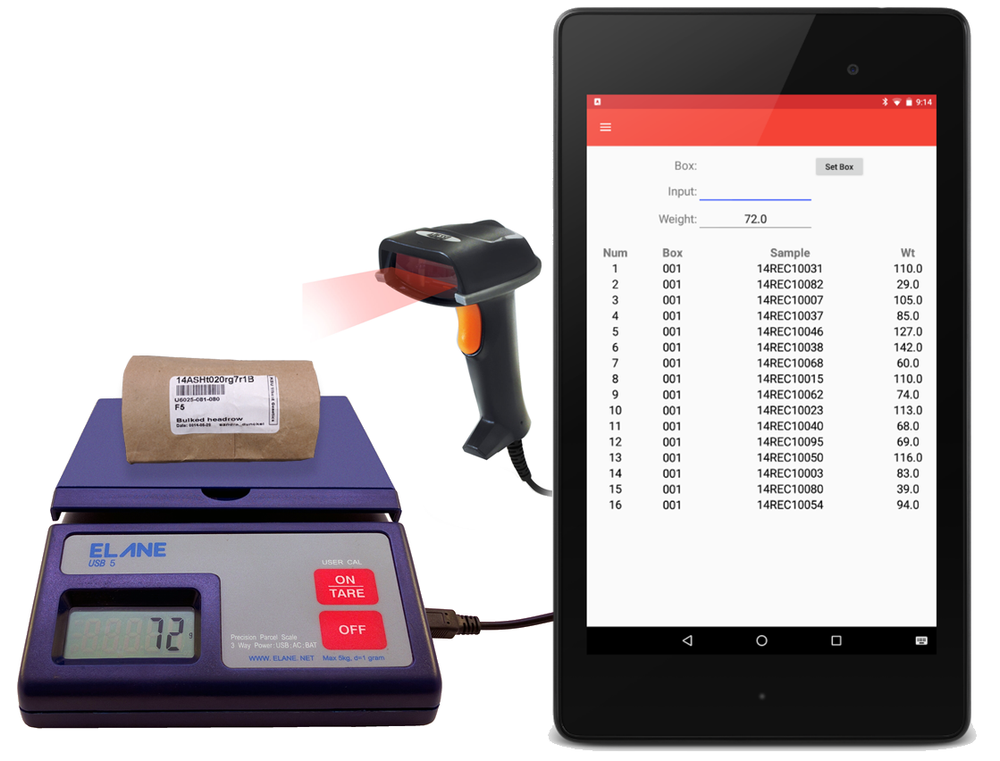 14ASHt020rg7r1B
U6025-081-080
F5
Bulked headrow
ELANE
USB 5
USER CAL
ON
TARE
OFF
72 g
Precision Parcel Scale
3 Way Power:USB:AC:BAT
WWW. ELANE. NET Max 5kg, d=1 gram
9:14
Box: Set Box
Input:
Weight: 72.0
Num Box Sample Wt
1 001 14REC10031 110.0
2 001 14REC10082 29.0
3 001 14REC10007 105.0
4 001 14REC10037 85.0
5 001 14REC10046 127.0
6 001 14REC10038 142.0
7 001 14REC10068 60.0
8 001 14REC10015 110.0
9 001 14REC10062 74.0
10 001 14REC10023 113.0
11 001 14REC10040 68.0
12 001 14REC10095 69.0
13 001 14REC10050 116.0
14 001 14REC10003 83.0
15 001 14REC10080 39.0
16 001 14REC10054 94.0